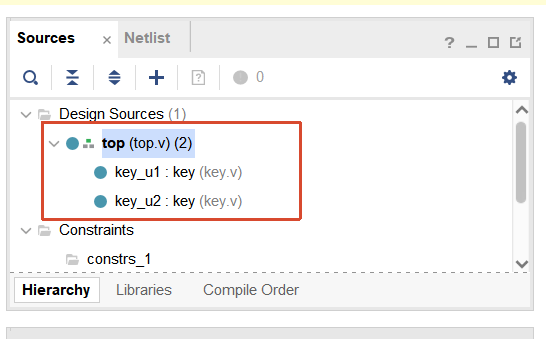 Sources × Netlist
? _
0
Design Sources (1)
top (top.v) (2)
key_u1 : key (key.v)
key_u2 : key (key.v)
Constraints
constrs_1
Hierarchy Libraries Compile Order